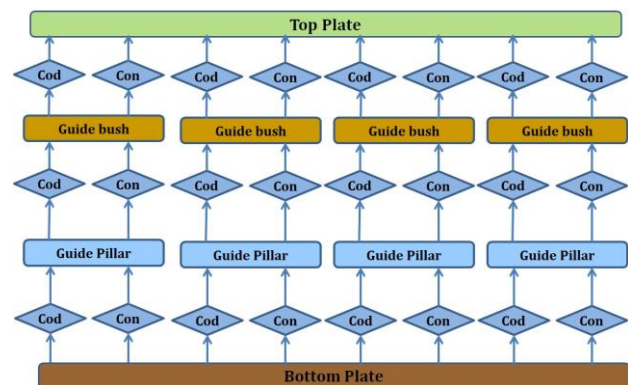 Top Plate
Cod Con Cod Con Cod Con Cod Con
Guide bush Guide bush Guide bush Guide bush
Cod Con Cod Con Cod Con Cod Con
Guide Pillar Guide Pillar Guide Pillar Guide Pillar
Cod Con Cod Con Cod Con Cod Con
Bottom Plate